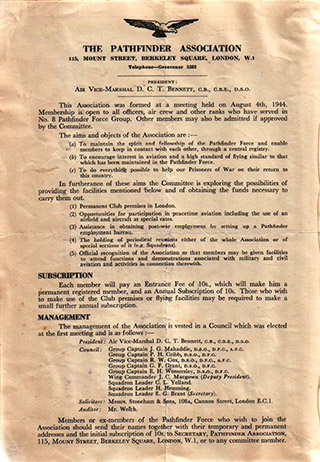 THE PATHFINDER ASSOCIATION
115, MOUNT STREET, BERKELEY SQUARE, LONDON, W.1
Telephone—Grosvenor 3382
PRESIDENT:
AIR VICE-MARSHAL D. C. T. BENNETT, C.B., C.B.E., D.S.O.
This Association was formed at a meeting held on August 4th, 1944.
Membership is open to all officers, air crew and other ranks who have served in
No. 8 Pathfinder Force Group. Other members may also be admitted if approved
by the Committee.
The aims and objects of the Association are :—
(a) To maintain the spirit and fellowship of the Pathfinder Force and enable
members to keep in contact with each other, through a central registry.
(b) To encourage interest in aviation and a high standard of flying similar to that
which has been maintained in the Pathfinder Force.
(c) To do everything possible to help our Prisoners of War on their return to
this country.
In furtherance of these aims the Committee is exploring the possibilities of
providing the facilities mentioned below and of obtaining the funds necessary to
carry them out.
(1) Permanent Club premises in London.
(2) Opportunities for participation in peacetime aviation including the use of an
airfield and aircraft at special rates.
(3) Assistance in obtaining post-war employment by setting up a Pathfinder
employment bureau.
(4) The holding of periodical reunions either of the whole Association or of
special sections of it (e.g. Squadrons).
(5) Official recognition of the Association so that members may be given facilities
to attend functions and demonstrations associated with military and civil
aviation and activities in connection therewith.
SUBSCRIPTION
Each member will pay an Entrance Fee of 10s., which will make him a
permanent registered member, and an Annual Subscription of 10s. Those who wish
to make use of the Club premises or flying facilities may be required to make a
small further annual subscription.
MANAGEMENT
The management of the Association is vested in a Council which was elected
at the first meeting and is as follows :—
President: Air Vice-Marshal D. C. T. Bennett, C.B., C.B.E., D.S.O.
Council: Group Captain J. G. Mahaddie, D.S.O., D.F.C., A.F.C.
Group Captain P. H. Cribb, D.S.O., D.F.C.
Group Captain R. W. Cox, D.S.O., D.F.C., A.F.C.
Group Captain G. F. Grant, D.S.O., D.F.C.
Group Captain E. H.
Wing Commander J. C. Macgown (Deputy President).
Squadron Leader C. L. Yelland.
Squadron Leader H. Hemming.
Squadron Leader E. G. Brant (Secretary).
Solicitors: Messrs. Stoneham & Sons, 108a, Cannon Street, London E.C.1.
Auditor: Mr. Welch.
Members or ex-members of the Pathfinder Force who wish to join the
Association should send their names together with their temporary and permanent
addresses and the initial subscription of 10s; to SECRETARY, PATHFINDER ASSOCIATION,
115, MOUNT STREET, BERKELEY SQUARE, LONDON, W.1, or to any committee member.